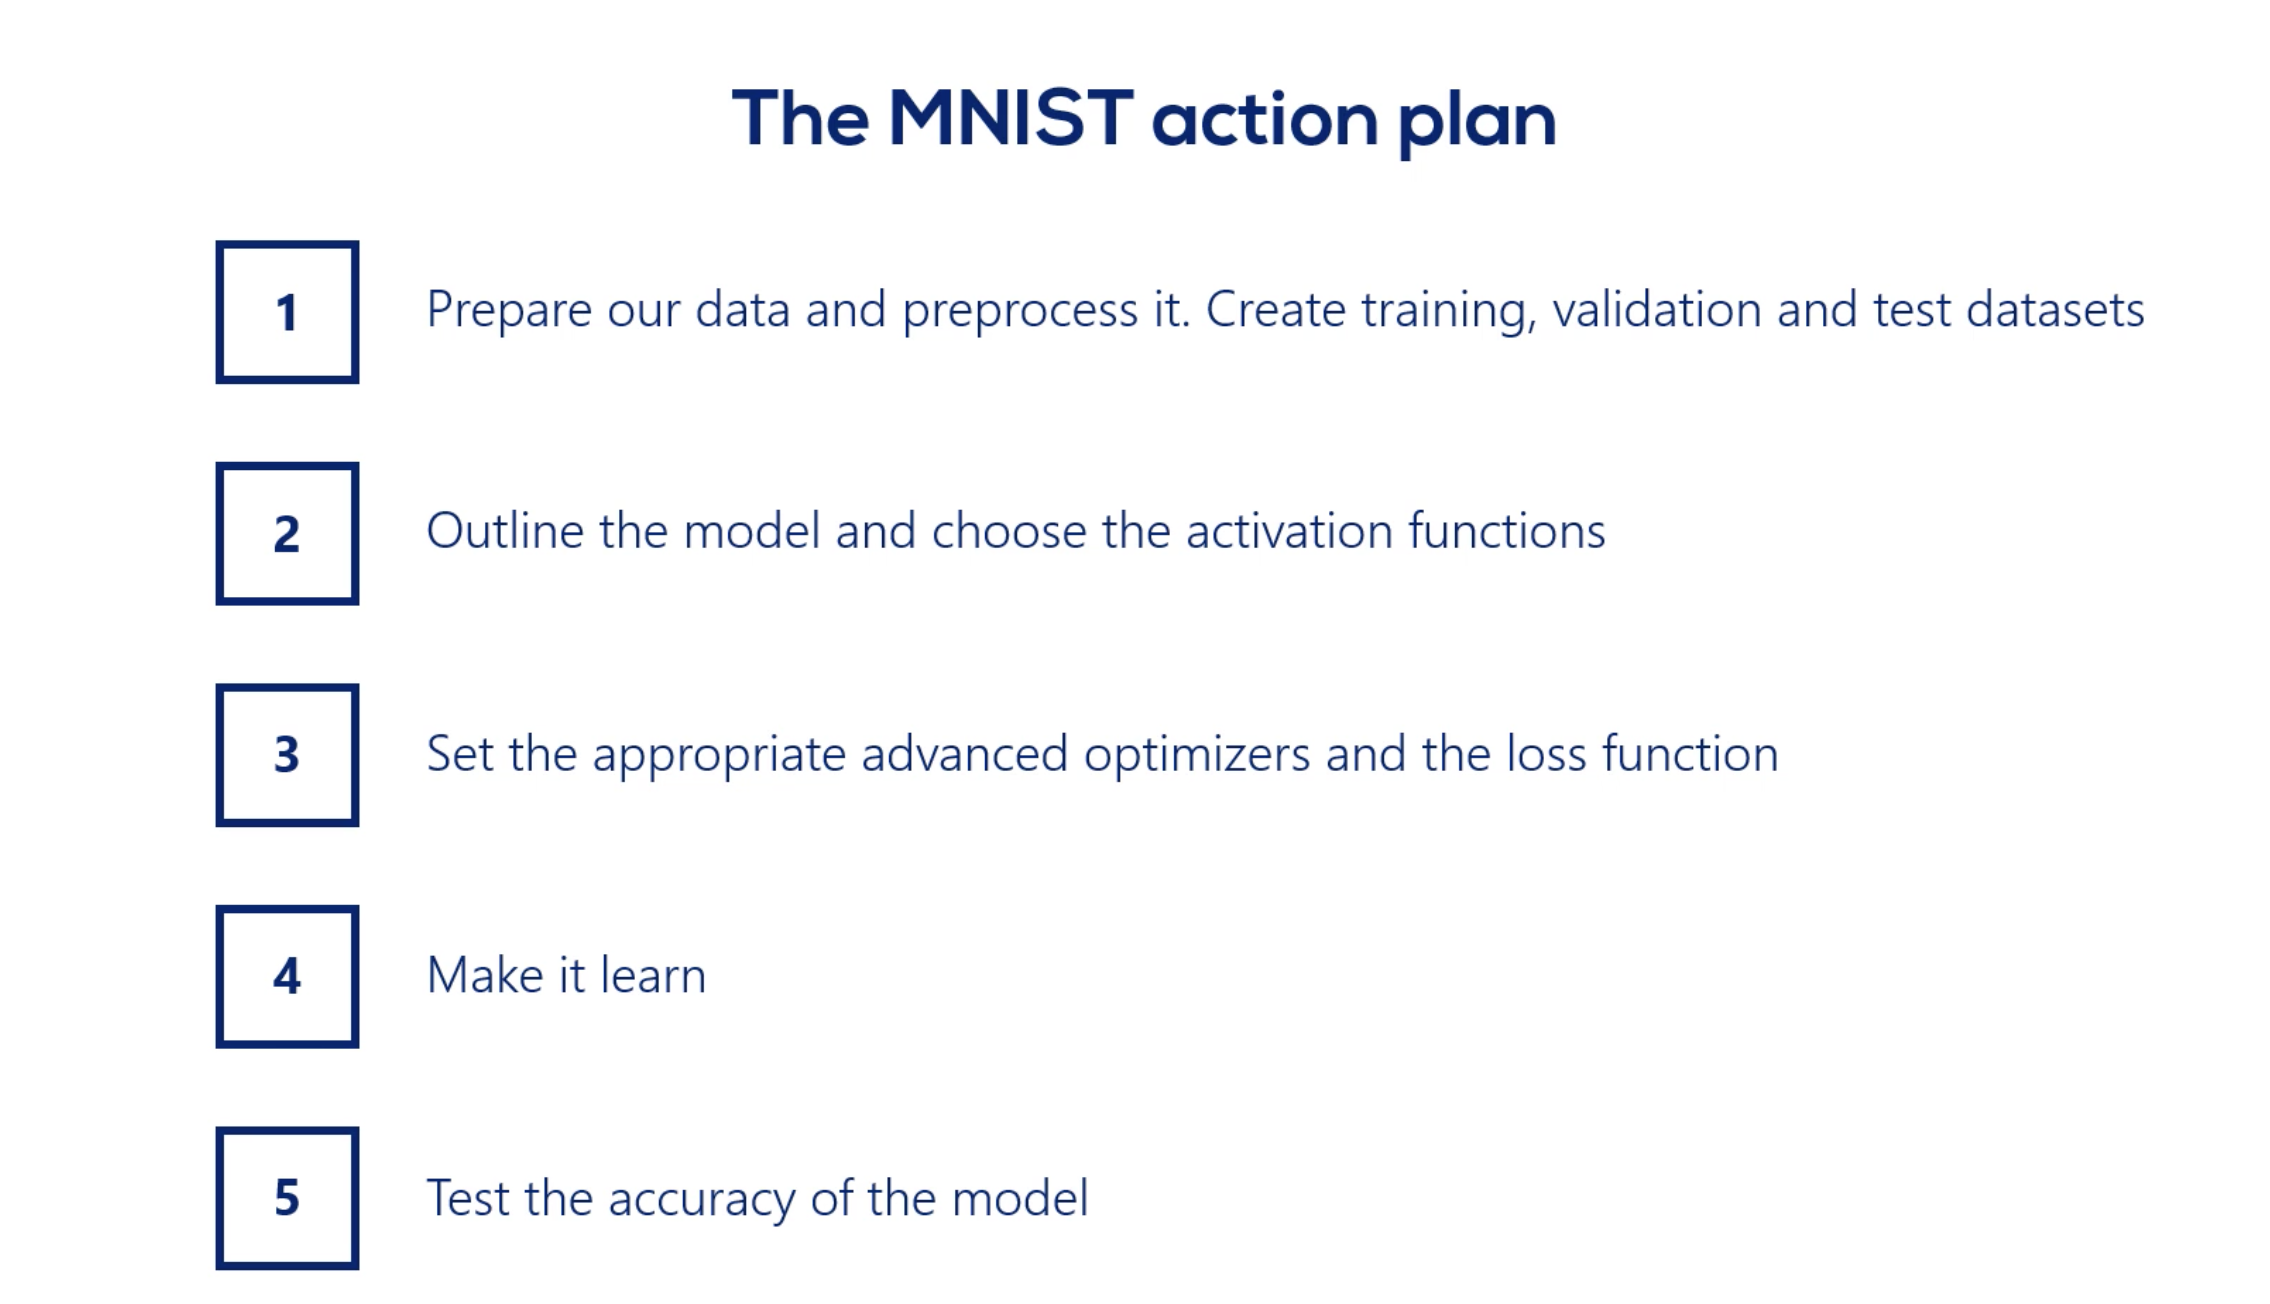 The MNIST action plan
1 Prepare our data and preprocess it. Create training, validation and test datasets
2 Outline the model and choose the activation functions
3 Set the appropriate advanced optimizers and the loss function
4 Make it learn
5 Test the accuracy of the model